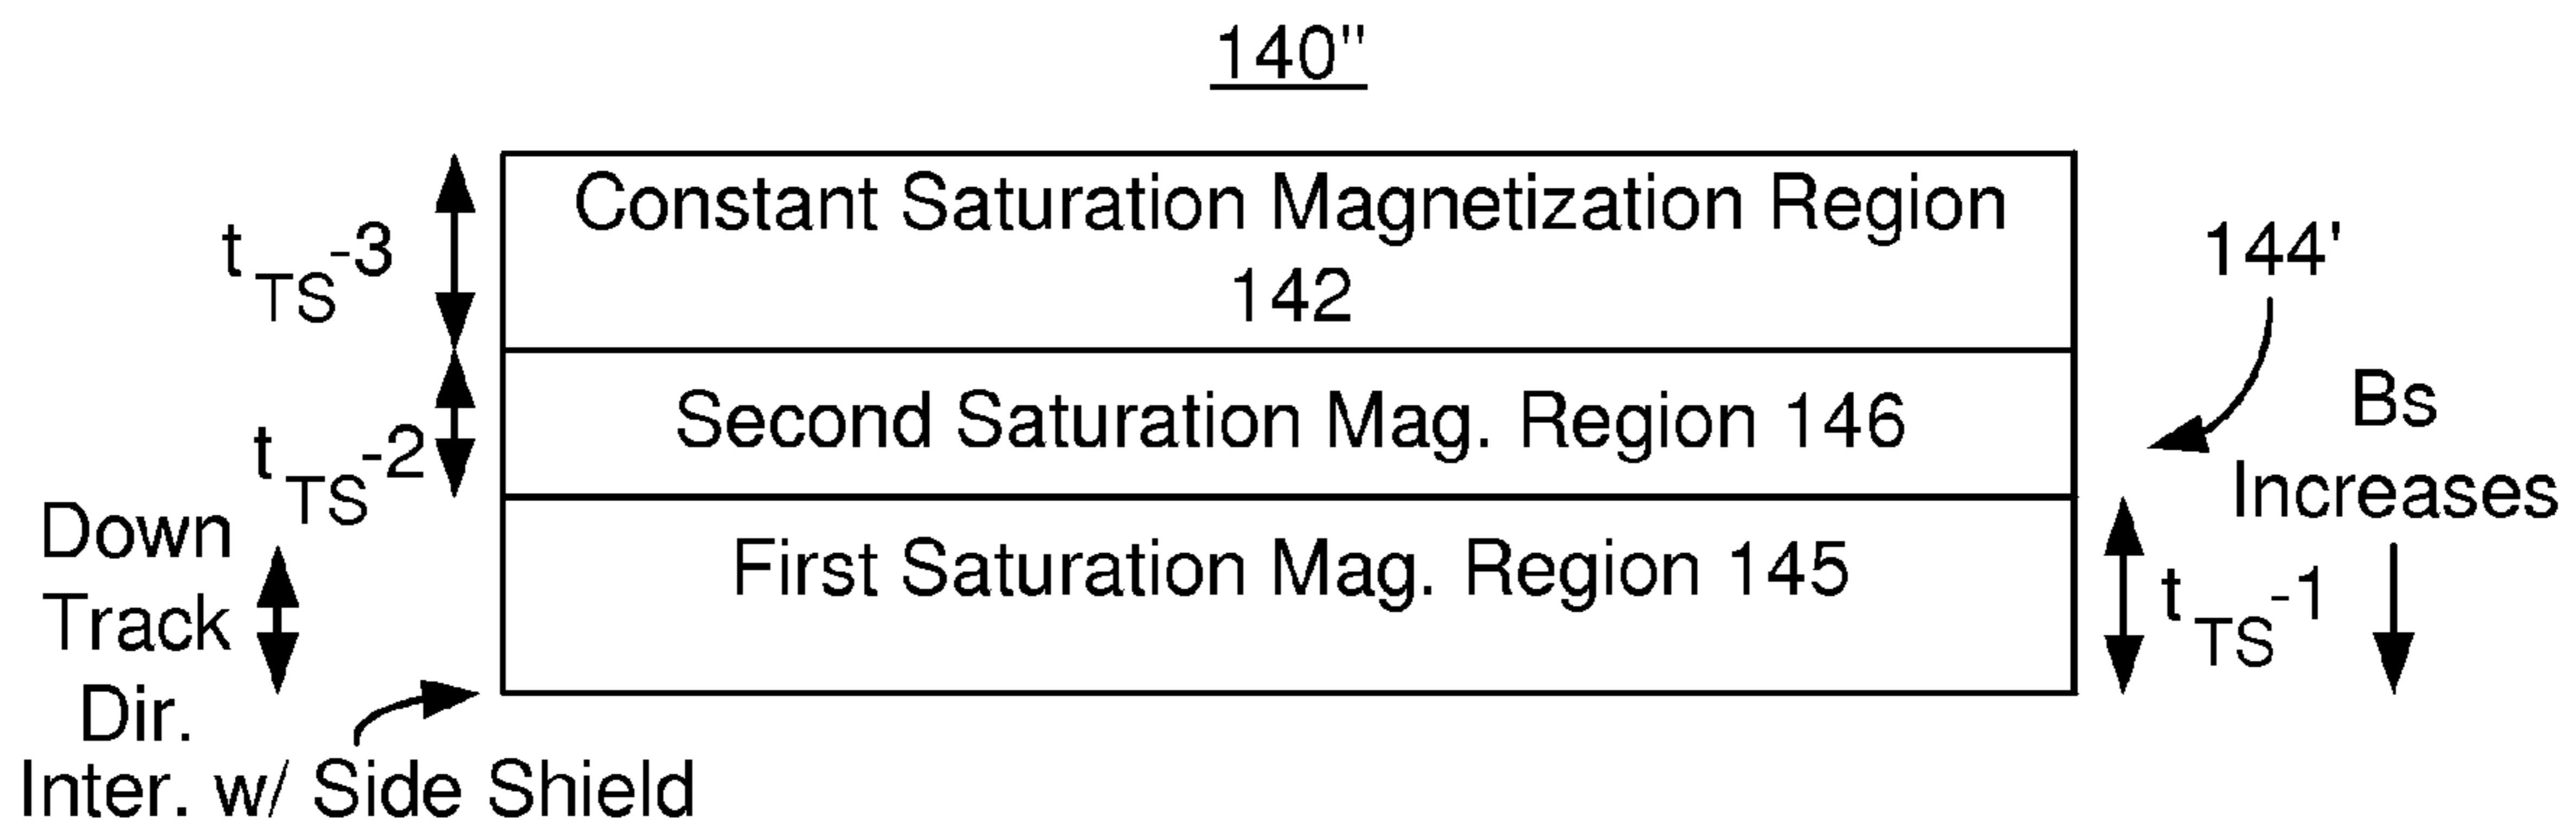 140"
Constant Saturation Magnetization Region
142
t TS -3
144'
Second Saturation Mag. Region 146
t TS -2
Bs
Increases
First Saturation Mag. Region 145
t TS -1
Down
Track
Dir.
Inter. w/ Side Shield